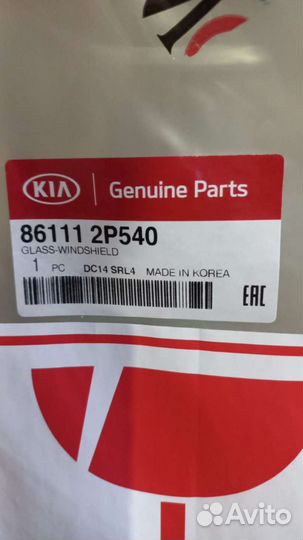 KIA Genuine Parts
86111 2P540
GLASS-WINDSHIELD
1 PC DC14 SRL4 MADE IN KOREA
EAC
Avito